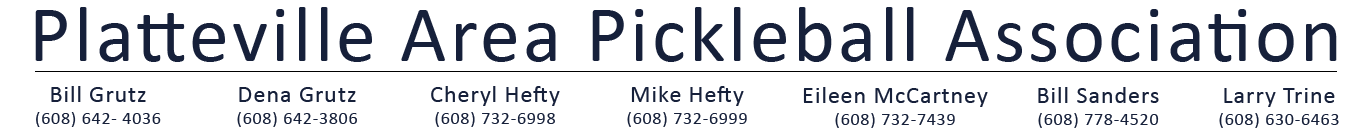 Platteville Area Pickleball Association
Bill Grutz Dena Grutz Cheryl Hefty Mike Hefty Eileen McCartney Bill Sanders Larry Trine
(608) 642- 4036 (608) 642-3806 (608) 732-6998 (608) 732-6999 (608) 732-7439 (608) 778-4520 (608) 630-6463